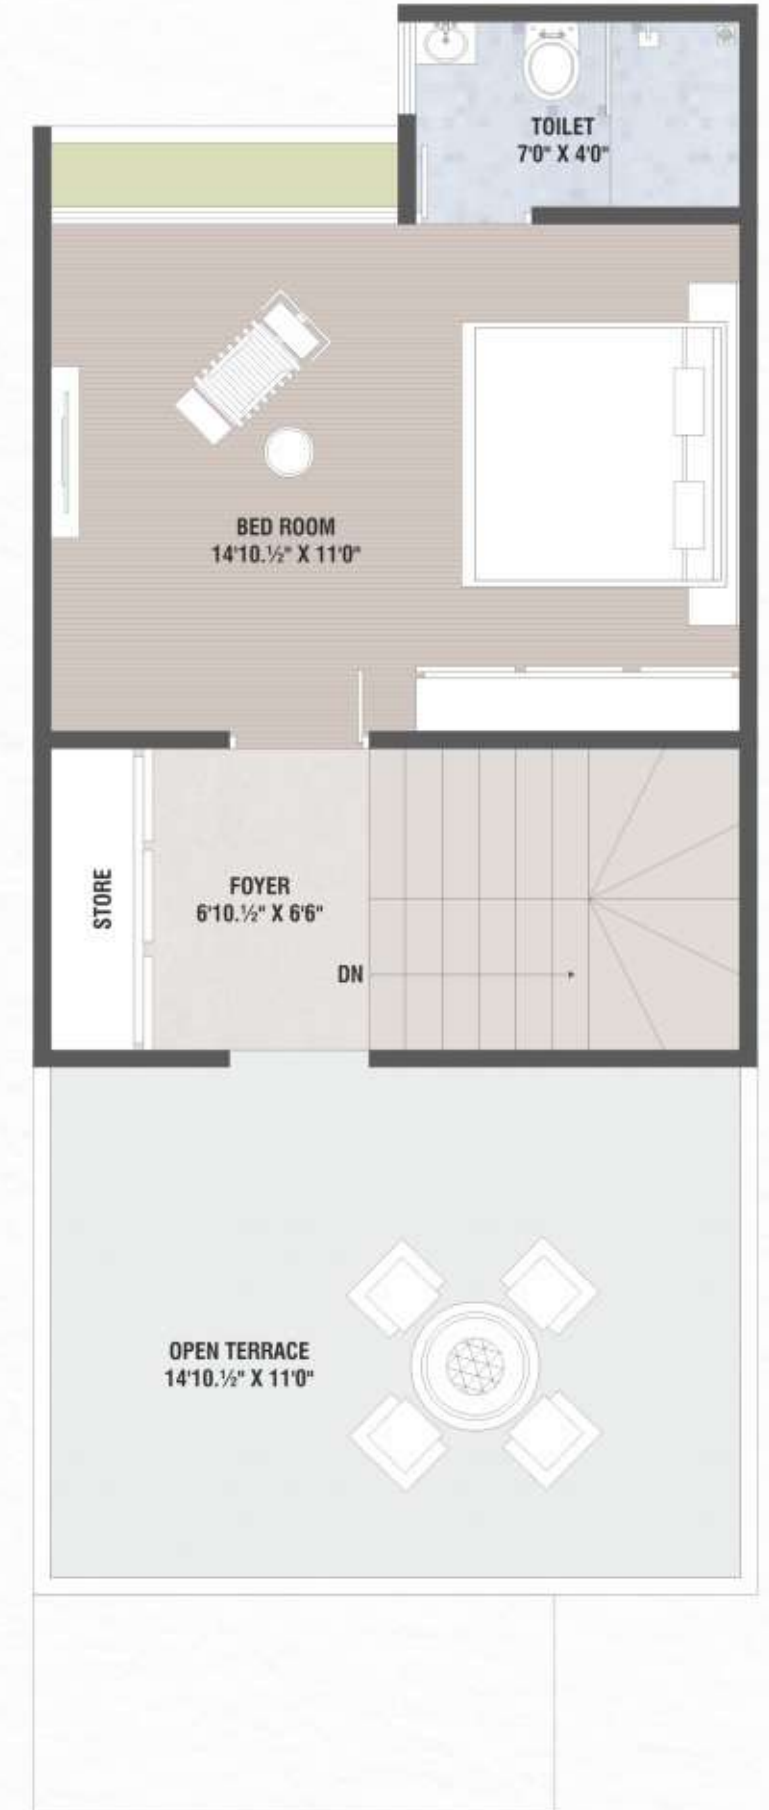 TOILET
7'0" X 4'0"
BED ROOM
14'10.½" X 11'0"
STORE
FOYER
6'10.½" X 6'6"
DN
OPEN TERRACE
14'10.½" X 11'0"